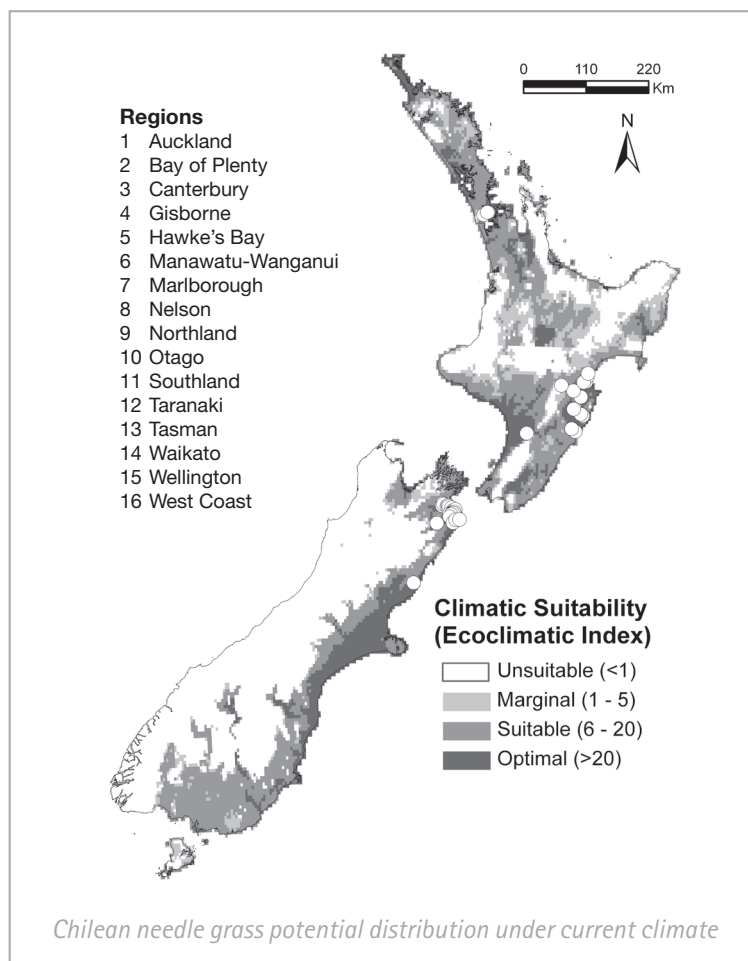 0 110 220
Km
N
Regions
1 Auckland
2 Bay of Plenty
3 Canterbury
4 Gisborne
5 Hawke's Bay
6 Manawatu-Wanganui
7 Marlborough
8 Nelson
9 Northland
10 Otago
11 Southland
12 Taranaki
13 Tasman
14 Waikato
15 Wellington
16 West Coast
Climatic Suitability
(Ecoclimatic Index)
Unsuitable (<1)
Marginal (1 - 5)
Suitable (6 - 20)
Optimal (>20)
Chilean needle grass potential distribution under current climate